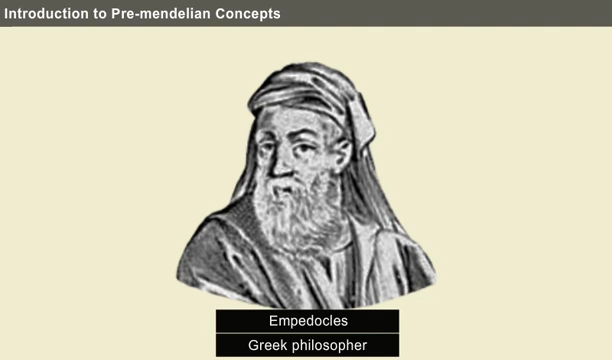 Introduction to Pre-mendelian Concepts
Empedocles
Greek philosopher